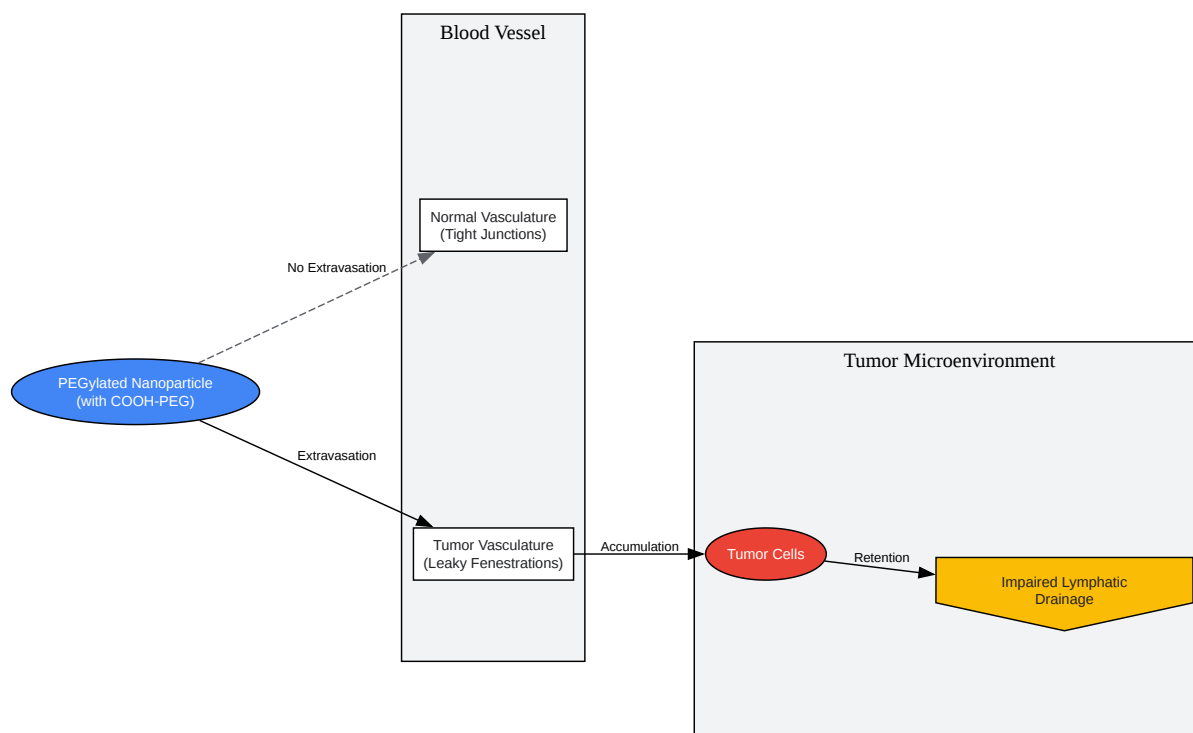 Blood Vessel
Normal Vasculature
(Tight Junctions)
No Extravasation
Tumor Microenvironment
PEGylated Nanoparticle
(with COOH-PEG)
Extravasation
Tumor Vasculature
(Leaky Fenestrations)
Accumulation
Tumor Cells
Retention
Impaired Lymphatic
Drainage